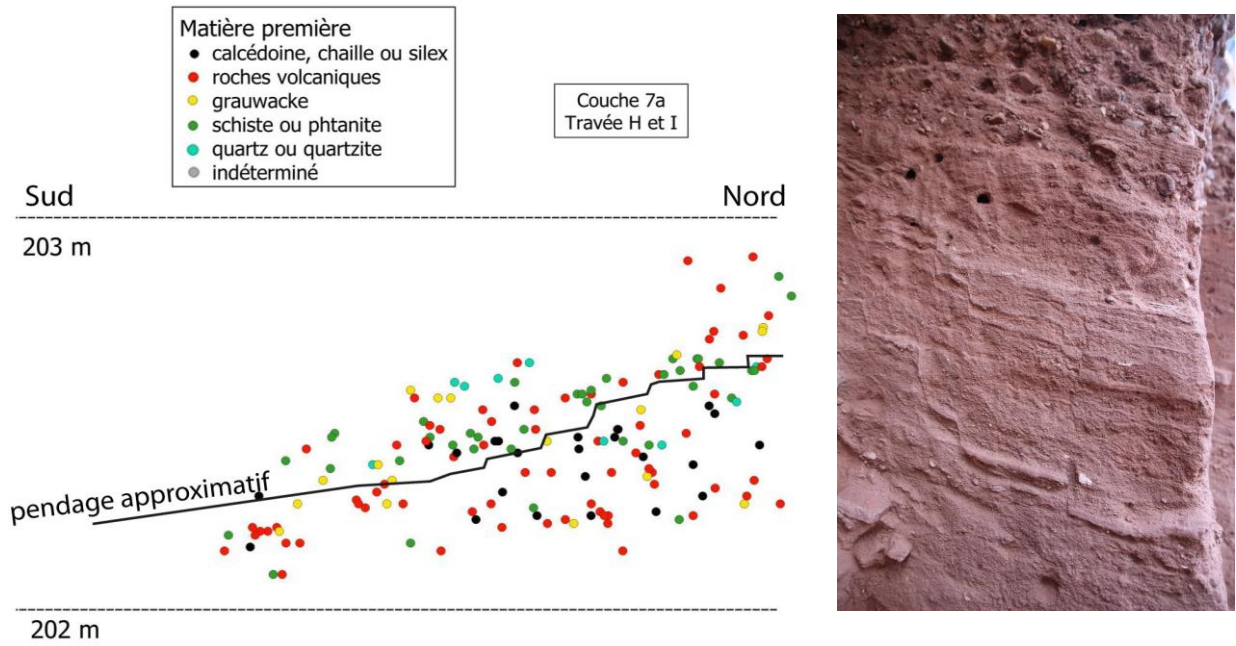 Matière première
calcédoine, chaille ou silex
roches volcaniques
grauwacke
schiste ou phtanite
quartz ou quartzite
indéterminé
Couche 7a
Travée H et I
Sud
Nord
203 m
pendage approximatif
202 m